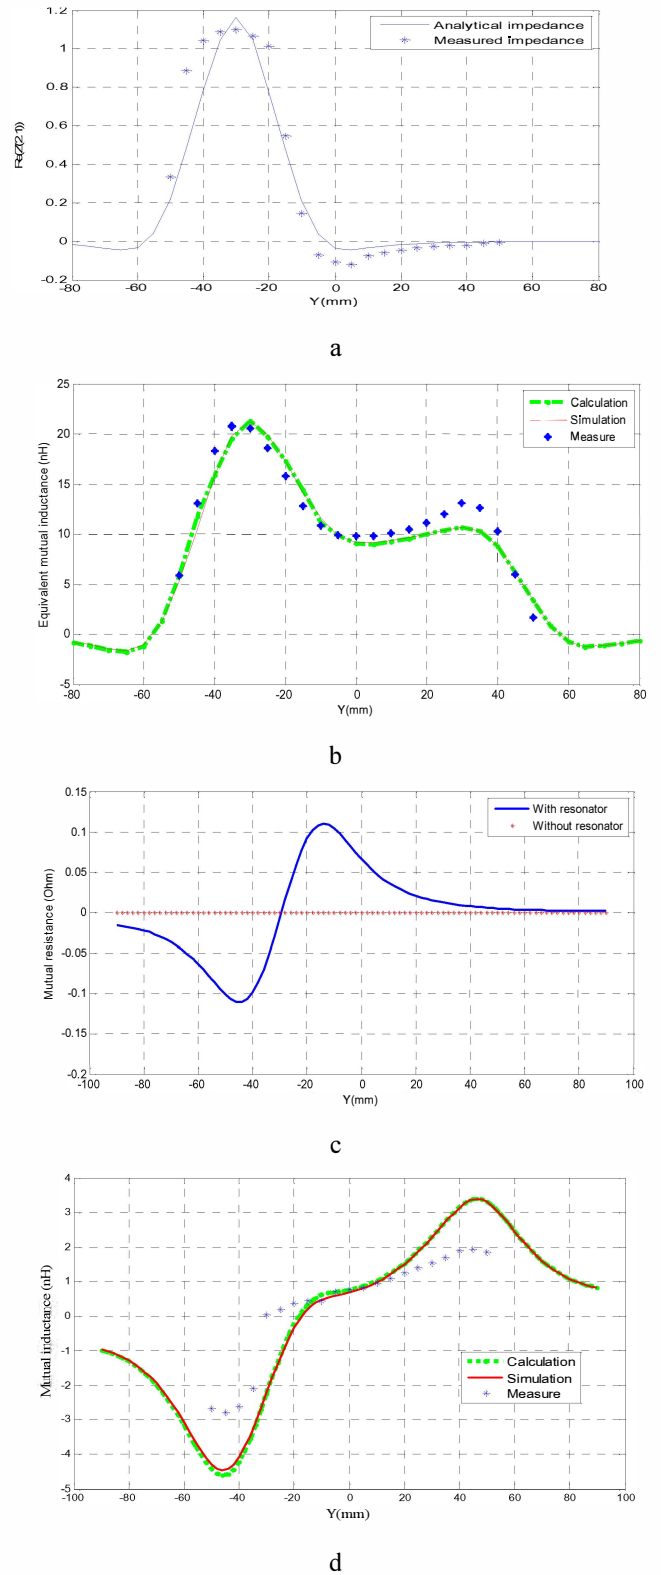 1.2
1
0.8
0.6
0.4
0.2
0
-0.2
Re(Z(21))
Analytical impedance
Measured impedance
-80 -60 -40 -20 0 20 40 60 80
Y(mm)
a
25
20
15
10
5
0
-5
Equivalent mutual inductance (nH)
Calculation
Simulation
Measure
-80 -60 -40 -20 0 20 40 60 80
Y(mm)
b
0.15
0.1
0.05
0
-0.05
-0.1
-0.15
-0.2
Mutual resistance (Ohm)
With resonator
Without resonator
-100 -80 -60 -40 -20 0 20 40 60 80 100
Y(mm)
c
4
3
2
1
0
-1
-2
-3
-4
-5
Mutual inductance (nH)
Calculation
Simulation
Measure
-100 -80 -60 -40 -20 0 20 40 60 80 100
Y(mm)
d